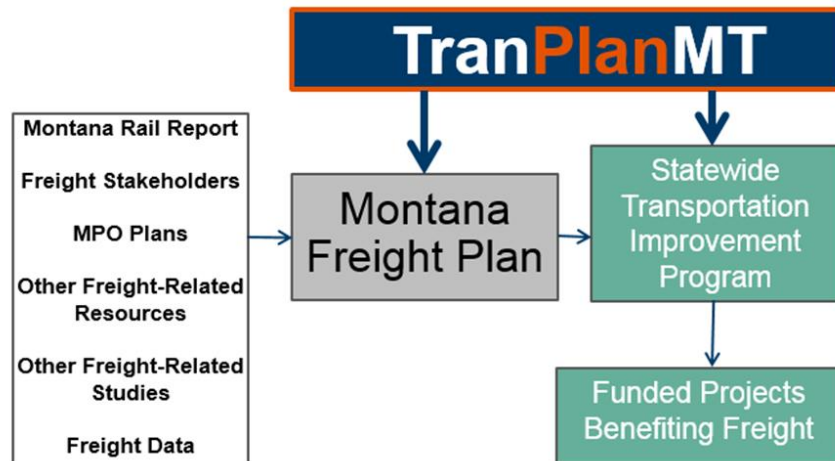 TranPlanMT
Montana Rail Report
Freight Stakeholders
MPO Plans
Other Freight-Related
Resources
Other Freight-Related
Studies
Freight Data
Montana
Freight Plan
Statewide
Transportation
Improvement
Program
Funded Projects
Benefiting Freight